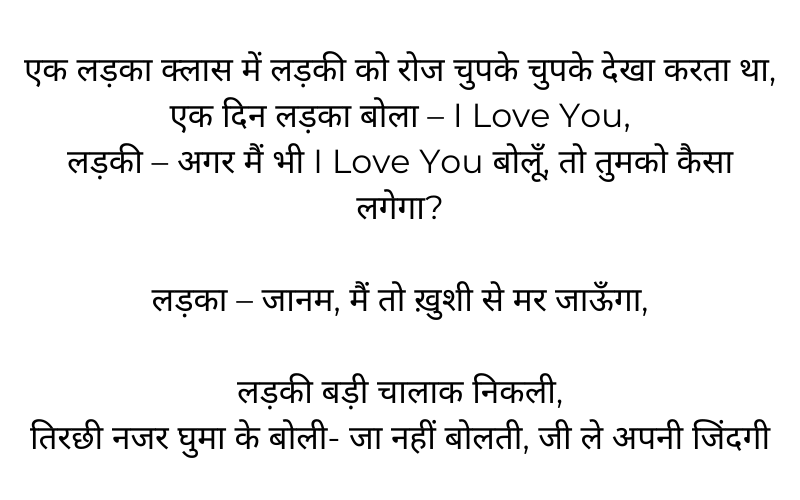 एक लड़का क्लास में लड़की को रोज चुपके चुपके देखा करता था,
एक दिन लड़का बोला – I Love You,
लड़की – अगर मैं भी I Love You बोलूँ, तो तुमको कैसा
लगेगा?
लड़का – जानम, मैं तो ख़ुशी से मर जाऊँगा,
लड़की बड़ी चालाक निकली,
तिरछी नजर घुमा के बोली- जा नहीं बोलती, जी ले अपनी जिंदगी